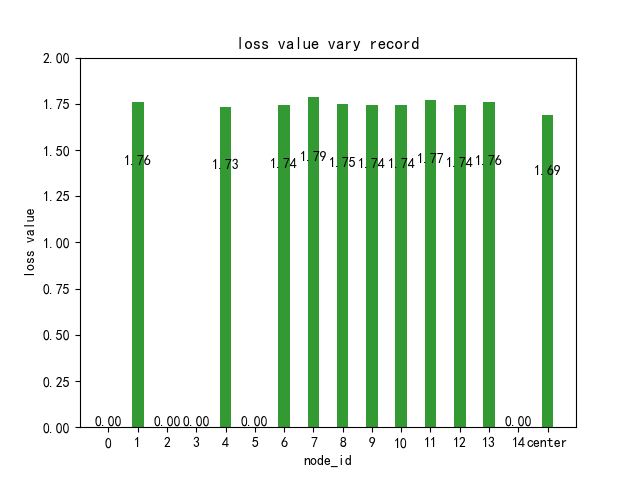 loss value vary record
2.00
1.75
1.50
1.25
1.00
0.75
0.50
0.25
0.00
loss value
0.00 1.76 0.00 0.00 1.73 0.00 1.74 1.79 1.75 1.74 1.74 1.77 1.74 1.76 0.00 1.69
0 1 2 3 4 5 6 7 8 9 10 11 12 13 14 center
node_id